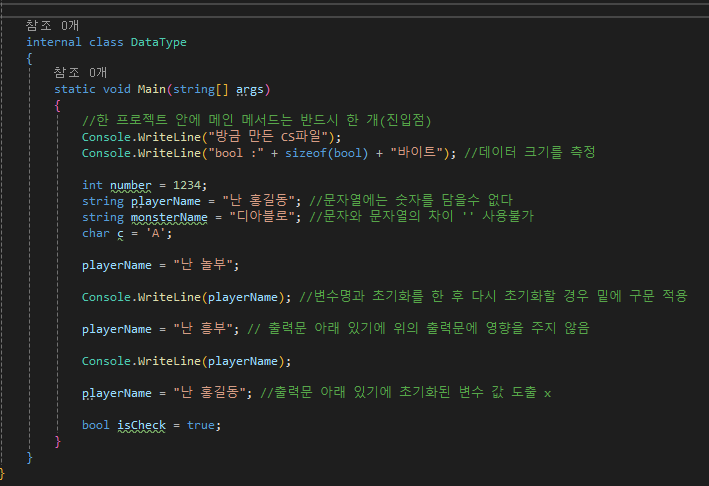 참조 0개
internal class DataType
{
참조 0개
static void Main(string[] args)
{
//한 프로젝트 안에 메인 메서드는 반드시 한 개(진입점)
Console.WriteLine("방금 만든 CS파일");
Console.WriteLine("bool :" + sizeof(bool) + "바이트"); //데이터 크기를 측정
int number = 1234;
string playerName = "난 홍길동"; //문자열에는 숫자를 담을수 없다
string monsterName = "디아블로"; //문자와 문자열의 차이 '' 사용불가
char c = 'A';
playerName = "난 놀부";
Console.WriteLine(playerName); //변수명과 초기화를 한 후 다시 초기화할 경우 밑에 구문 적용
playerName = "난 흥부"; // 출력문 아래 있기에 위의 출력문에 영향을 주지 않음
Console.WriteLine(playerName);
playerName = "난 홍길동"; //출력문 아래 있기에 초기화된 변수 값 도출 x
bool isCheck = true;
}
}
}